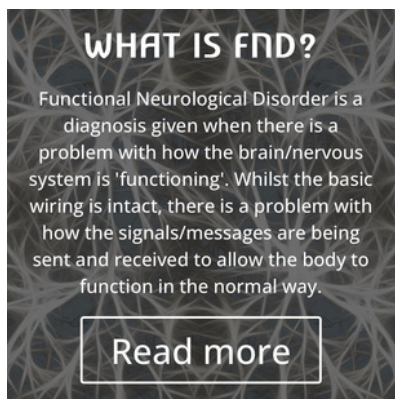 WHAT IS FND?
Functional Neurological Disorder is a
diagnosis given when there is a
problem with how the brain/nervous
system is 'functioning'. Whilst the basic
wiring is intact, there is a problem with
how the signals/messages are being
sent and received to allow the body to
function in the normal way.
Read more